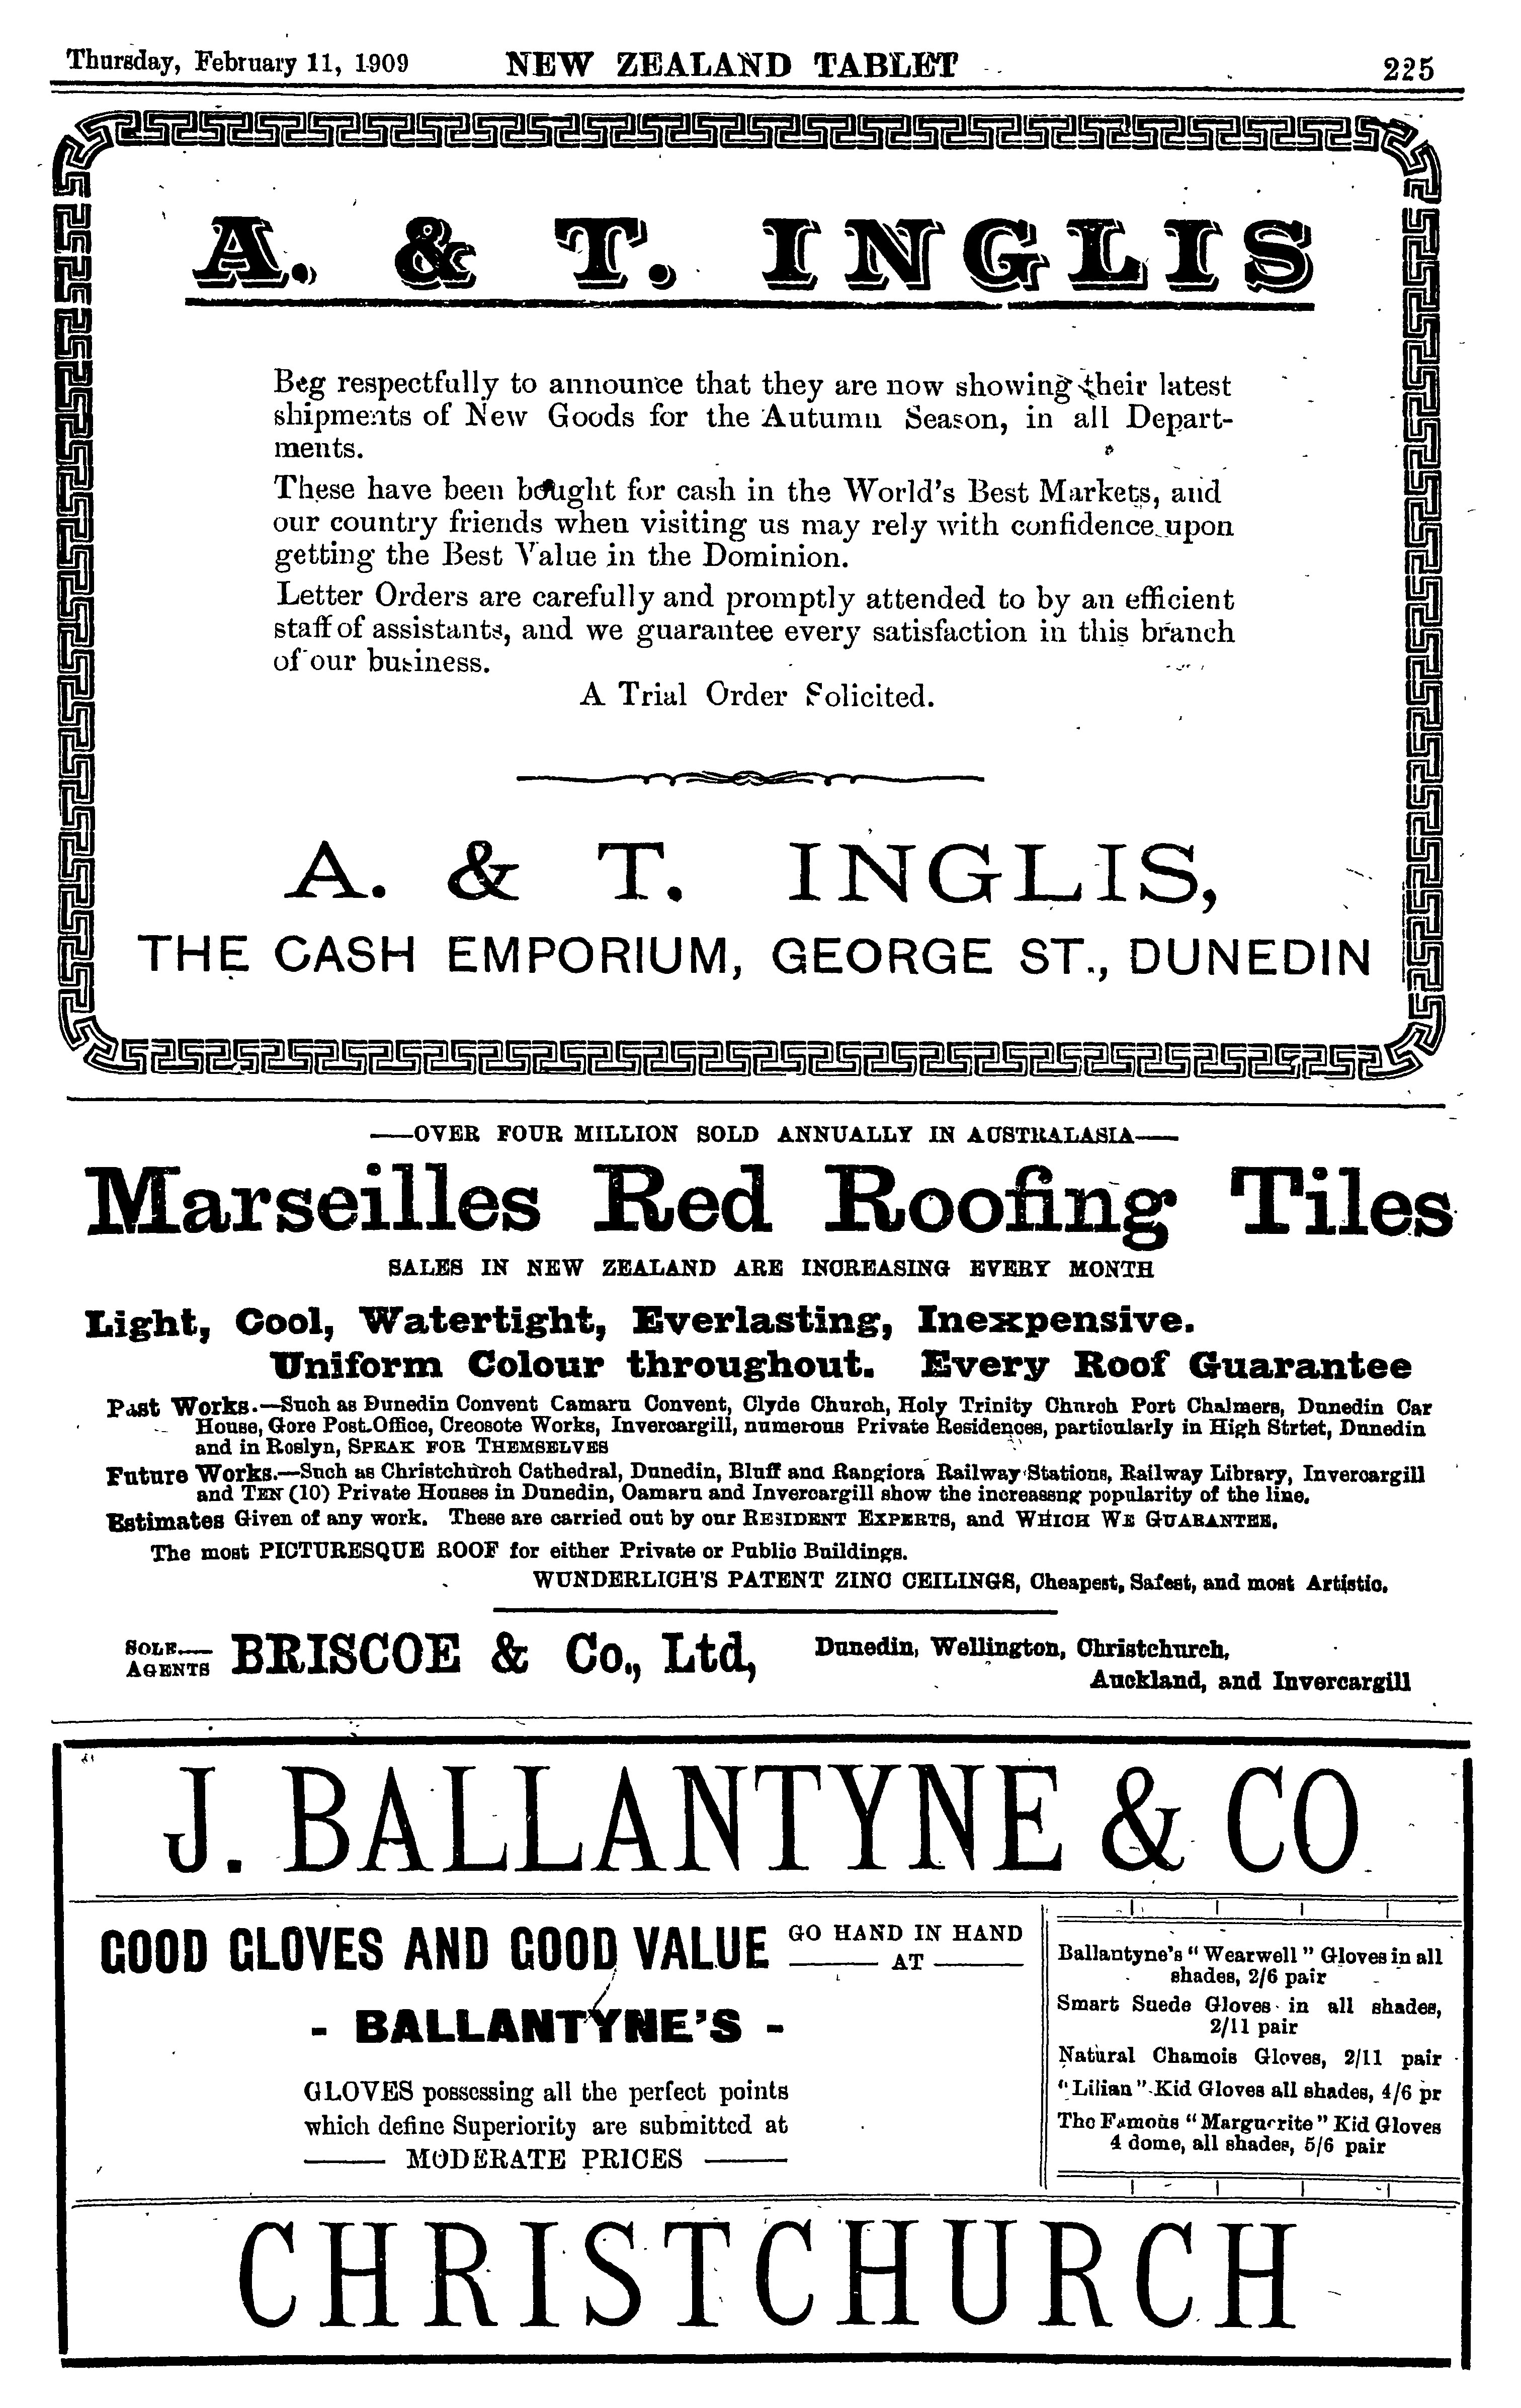 Thursday, February 11, 1909 NEW ZEALAND TABLET 225
A. & T. INGLIS
Beg respectfully to announce that they are now showing their latest
shipments of New Goods for the Autumn Season, in all Depart-
ments.
These have been bought for cash in the World's Best Markets, and
our country friends when visiting us may rely with confidence upon
getting the Best Value in the Dominion.
Letter Orders are carefully and promptly attended to by an efficient
staff of assistants, and we guarantee every satisfaction in this branch
of our business.
A Trial Order Solicited.
A. & T. INGLIS,
THE CASH EMPORIUM, GEORGE ST., DUNEDIN
—OVER FOUR MILLION SOLD ANNUALLY IN AUSTRALASIA—
Marseilles Red Roofing Tiles
SALES IN NEW ZEALAND ARE INCREASING EVERY MONTH
Light, Cool, Watertight, Everlasting, Inexpensive.
Uniform Colour throughout. Every Roof Guarantee
Past Works.—Such as Dunedin Convent Camaru Convent, Clyde Church, Holy Trinity Church Port Chalmers, Dunedin Car
House, Gore Post Office, Creosote Works, Invercargill, numerous Private Residences, particularly in High Strtet, Dunedin
and in Roslyn, SPEAK FOR THEMSELVES
Future Works.—Such as Christchurch Cathedral, Dunedin, Bluff and Rangiora Railway Stations, Railway Library, Invercargill
and TEN (10) Private Houses in Dunedin, Oamaru and Invercargill show the increassng popularity of the line.
Estimates Given of any work. These are carried out by our RESIDENT EXPERTS, and WHICH WE GUARANTEE.
The most PICTURESQUE ROOF for either Private or Public Buildings.
WUNDERLICH'S PATENT ZINC CEILINGS, Cheapest, Safest, and most Artistic.
SOLE—
AGENTS BRISCOE & Co., Ltd, Dunedin, Wellington, Christchurch,
Auckland, and Invercargill
J. BALLANTYNE & CO
GOOD GLOVES AND GOOD VALUE GO HAND IN HAND
— AT —
- BALLANTYNE'S -
GLOVES possessing all the perfect points
which define Superiority are submitted at
— MODERATE PRICES —
Ballantyne's "Wearwell" Gloves in all
shades, 2/6 pair
Smart Suede Gloves in all shades,
2/11 pair
Natural Chamois Gloves, 2/11 pair
"Lilian" Kid Gloves all shades, 4/6 pr
The Famous "Marguerite" Kid Gloves
4 dome, all shades, 5/6 pair
CHRISTCHURCH